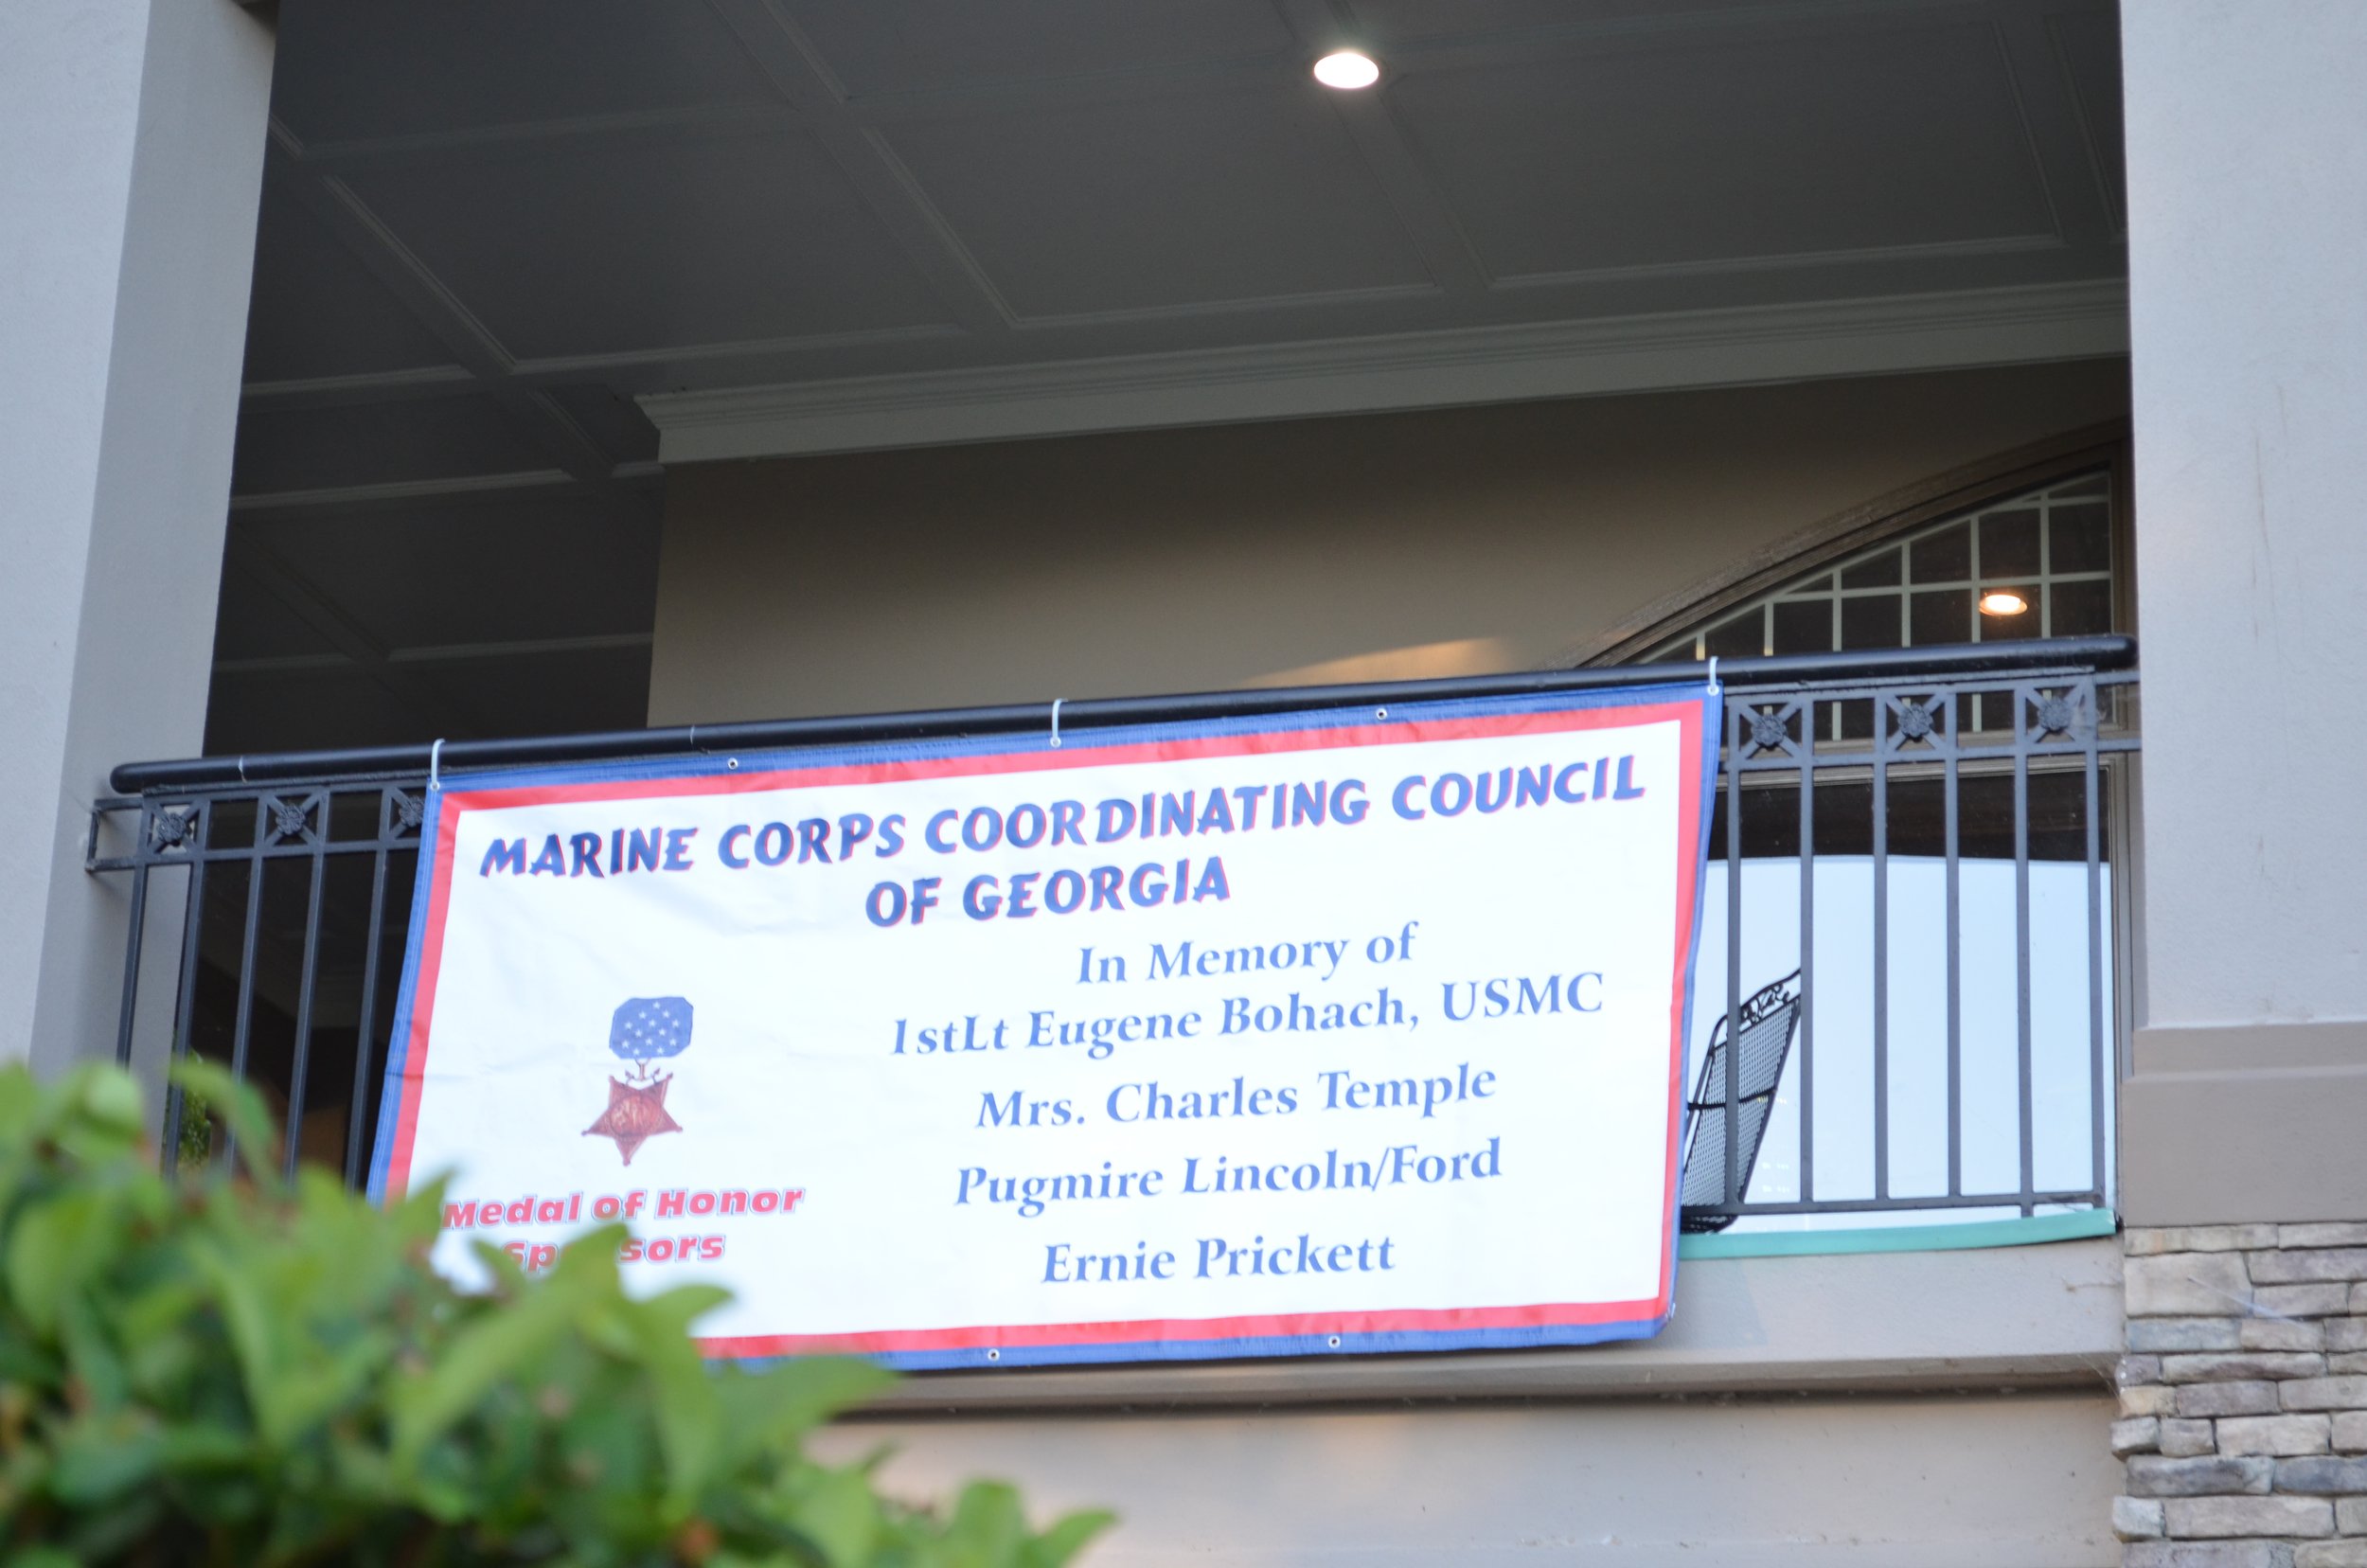 MARINE CORPS COORDINATING COUNCIL
OF GEORGIA
In Memory of
1stLt Eugene Bohach, USMC
Mrs. Charles Temple
Pugmire Lincoln/Ford
Ernie Prickett
Medal of Honor
Sponsors